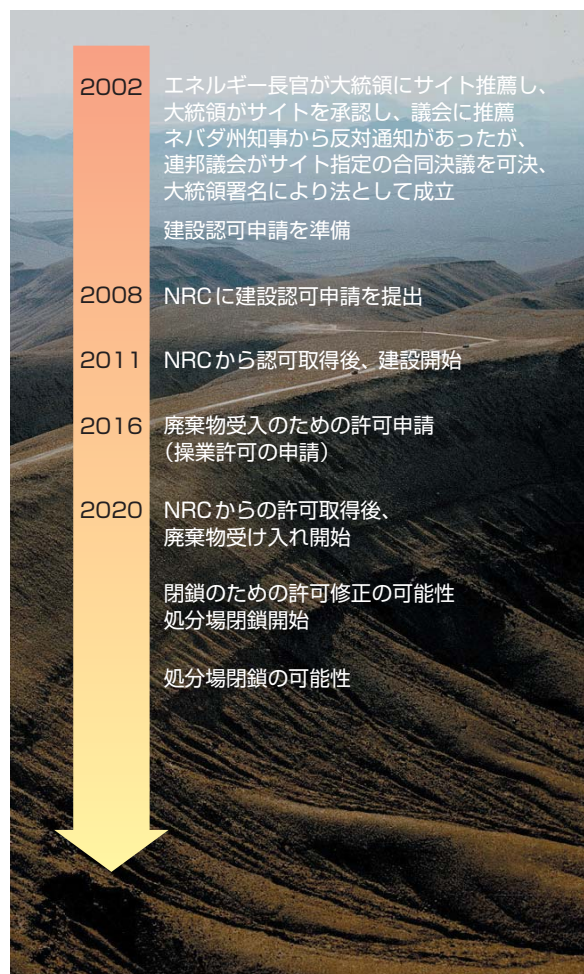 2002 エネルギー長官が大統領にサイト推薦し、
大統領がサイトを承認し、議会に推薦
ネバダ州知事から反対通知があったが、
連邦議会がサイト指定の合同決議を可決、
大統領署名により法として成立
建設認可申請を準備
2008 NRCに建設認可申請を提出
2011 NRCから認可取得後、建設開始
2016 廃棄物受入のための許可申請
（操業許可の申請）
2020 NRCからの許可取得後、
廃棄物受け入れ開始
閉鎖のための許可修正の可能性
処分場閉鎖開始
処分場閉鎖の可能性